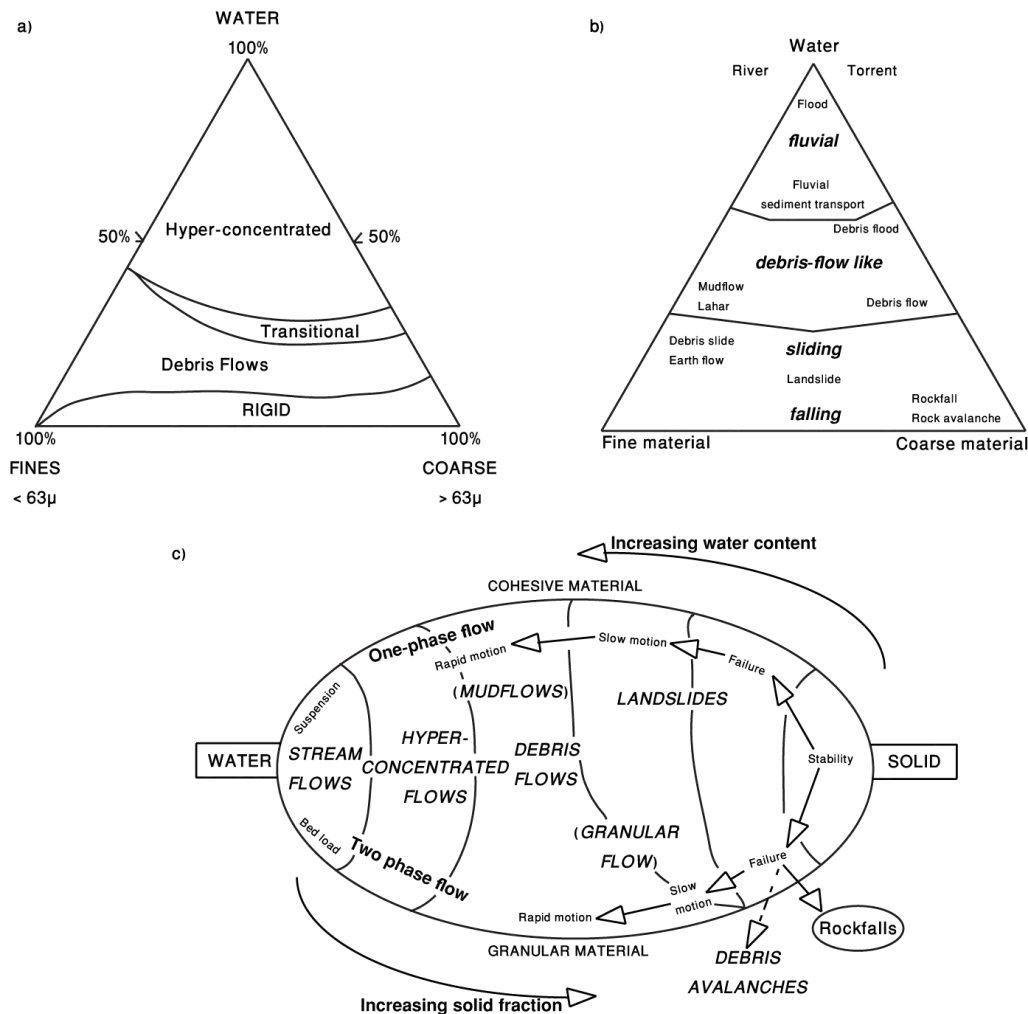 a)
WATER
100%
Hyper-concentrated
50%
50%
Transitional
Debris Flows
RIGID
100%
100%
FINES
COARSE
< 63µ
> 63µ
b)
Water
River
Torrent
Flood
fluvial
Fluvial
sediment transport
Debris flood
debris-flow like
Mudflow
Lahar
Debris flow
Debris slide
Earth flow
sliding
Landslide
Rockfall
falling
Rock avalanche
Fine material
Coarse material
c)
Increasing water content
COHESIVE MATERIAL
One-phase flow
Rapid motion
Slow motion
Failure
Suspension
(MUDFLOWS)
LANDSLIDES
WATER
STREAM
FLOWS
HYPER-
CONCENTRATED
FLOWS
DEBRIS
FLOWS
Stability
SOLID
Bed load
Two phase flow
(GRANULAR
FLOW)
Failure
Slow
motion
Rapid motion
Rockfalls
GRANULAR MATERIAL
DEBRIS
AVALANCHES
Increasing solid fraction